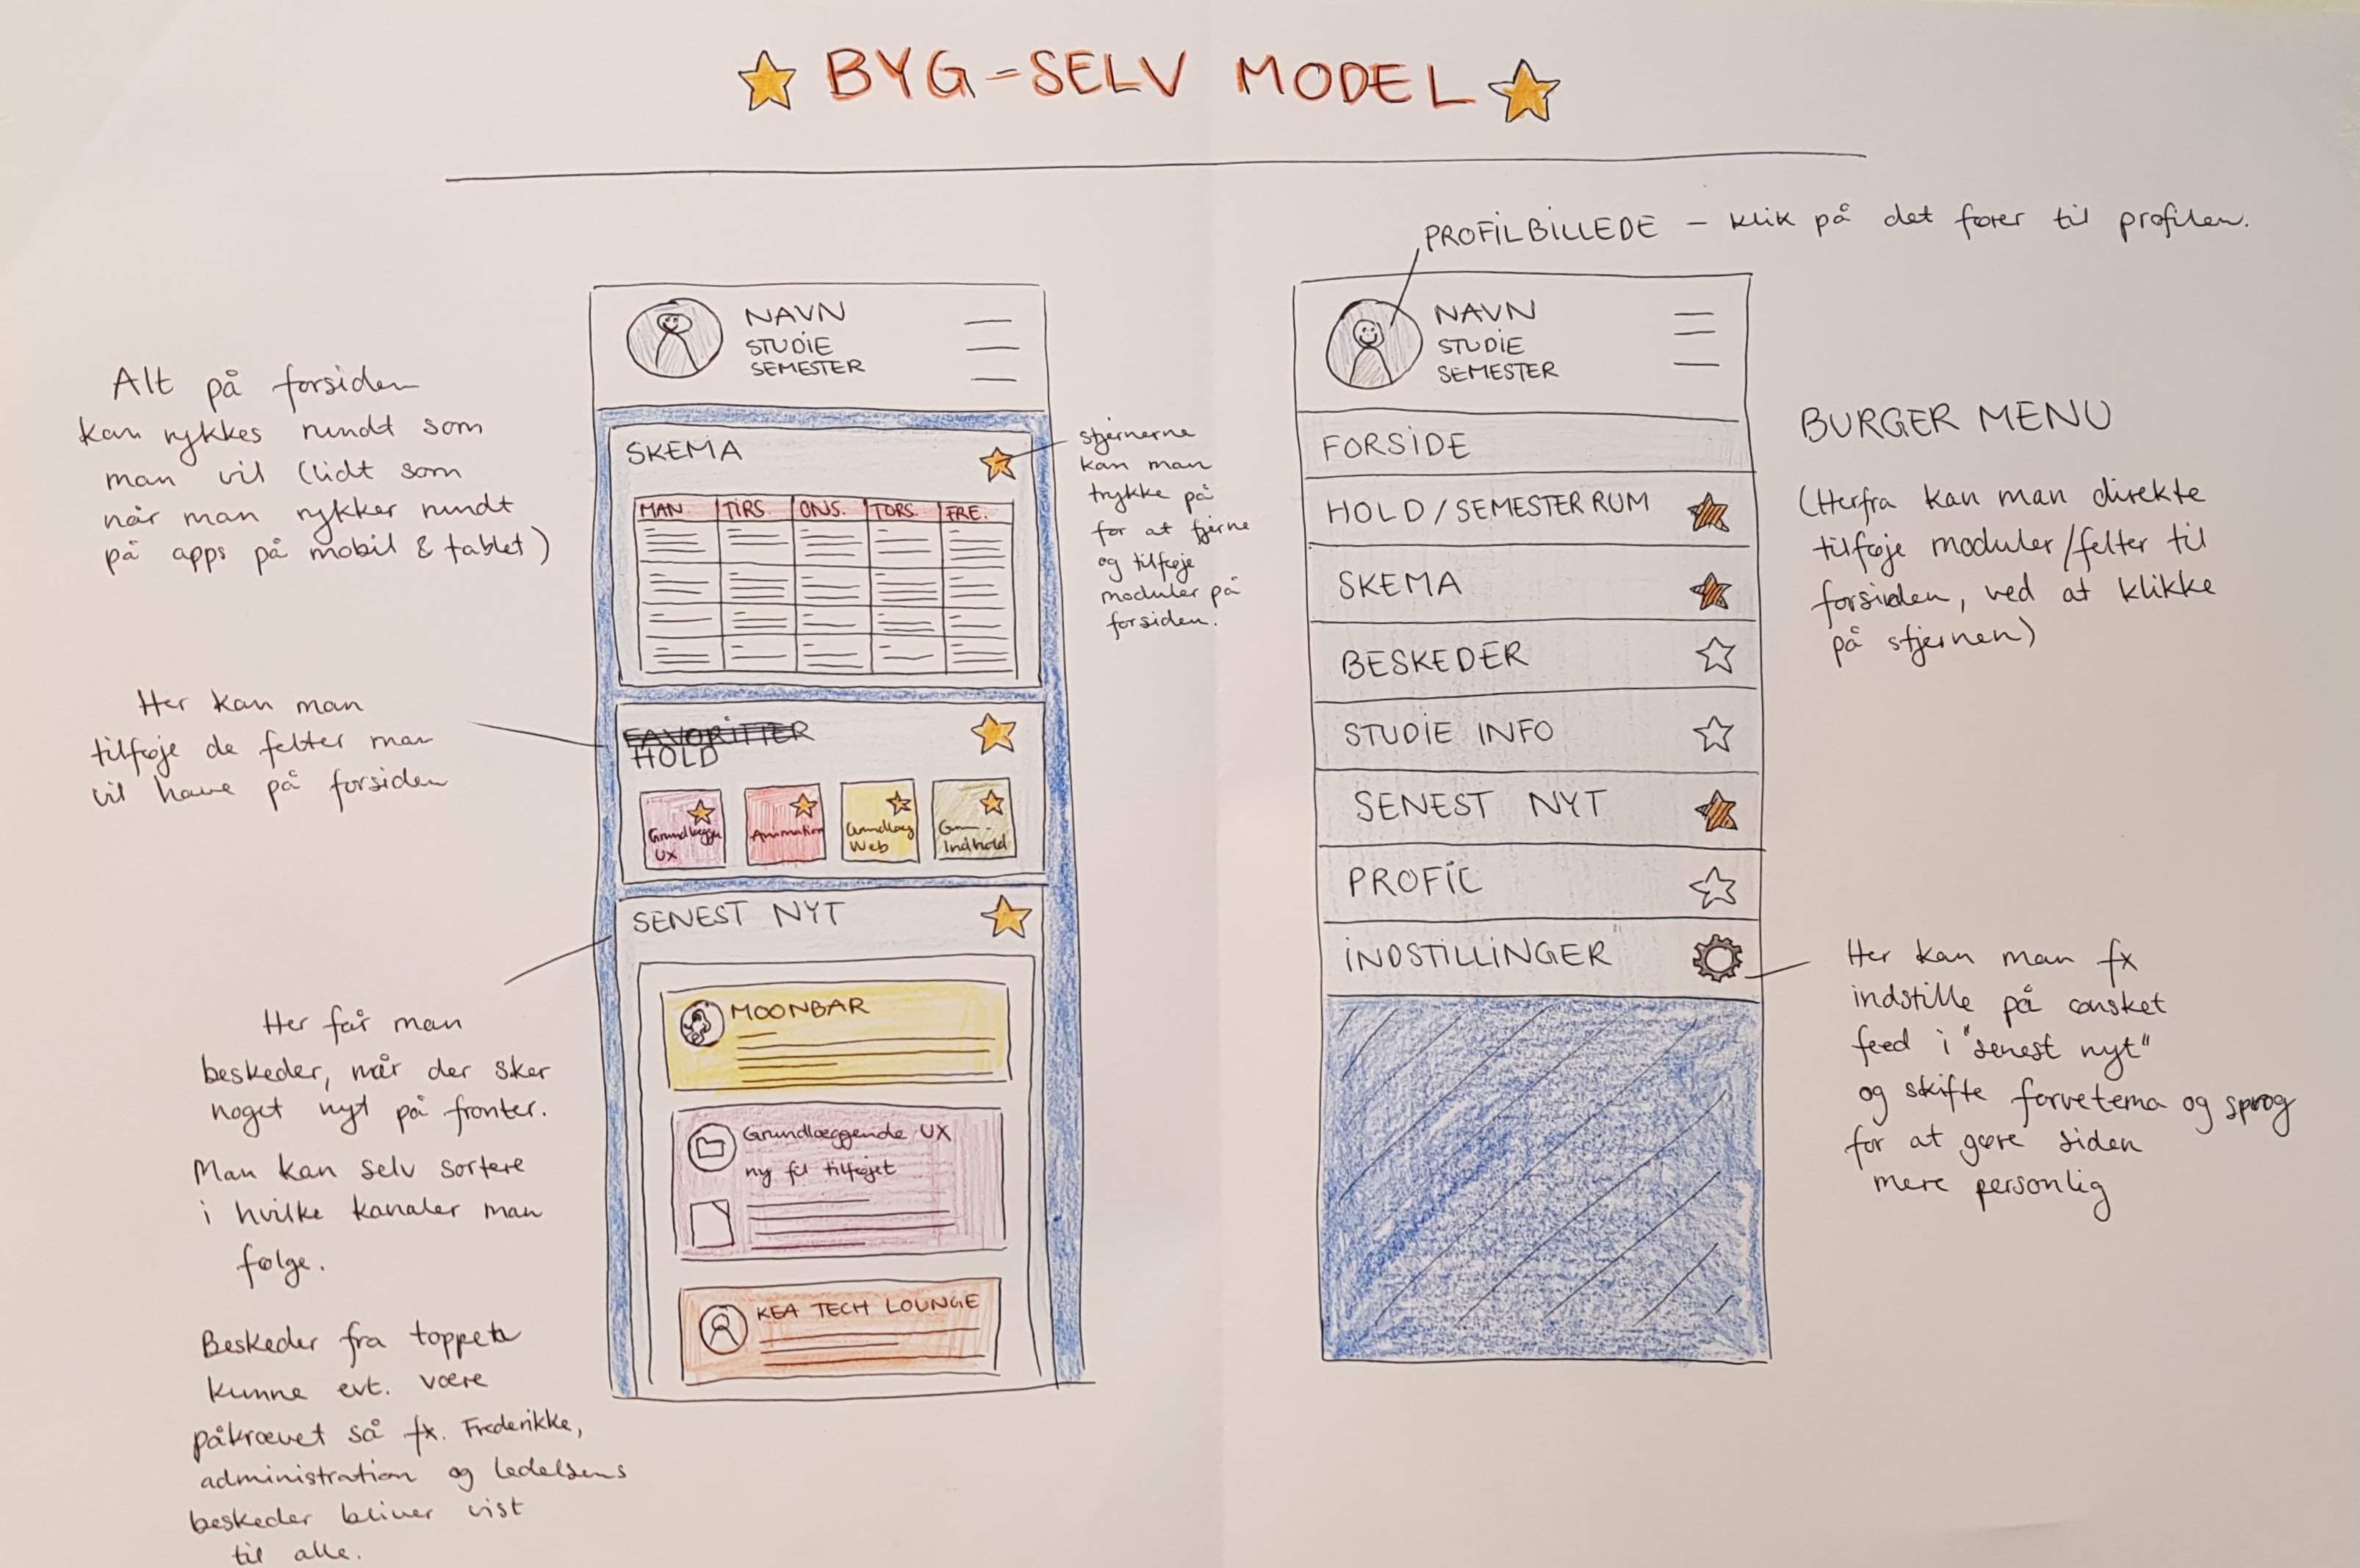 BYG-SELV MODEL
PROFILBILLEDE – klik på det fører til profilen.
Alt på forsiden
kan rykkes rundt som
man vil (lidt som
når man rykker rundt
på apps på mobil & tablet)
Her kan man
tilføje de felter man
vil have på forsiden
Her får man
beskeder, når der sker
noget nyt på fronter.
Man kan selv sortere
i hvilke kanaler man
følge.
Beskeder fra toppen
kunne evt. være
påkrævet så fx. Frederikke,
administration og ledelsens
beskeder bliver vist
til alle.
NAVN
STUDIE
SEMESTER
SKEMA
MAN. TIRS. ONS. TORS. FRE.
FAVORITTER
HOLD
Grundlæggen
UX
Animation
Grundlæg
Web
Indhold
SENEST NYT
MOONBAR
Grundlæggende UX
ny fil tilføjet
KEA TECH LOUNGE
stjernerne
kan man
trykke på
for at fjerne
og tilføje
moduler på
forsiden.
NAVN
STUDIE
SEMESTER
FORSIDE
HOLD/SEMESTER RUM
SKEMA
BESKEDER
STUDIE INFO
SENEST NYT
PROFIL
INDSTILLINGER
BURGER MENU
(Herfra kan man direkte
tilføje moduler/felter til
forsiden, ved at klikke
på stjernen)
Her kan man fx
indstille på ønsket
feed i "senest nyt"
og skifte farvetema og sprog
for at gøre siden
mere personlig